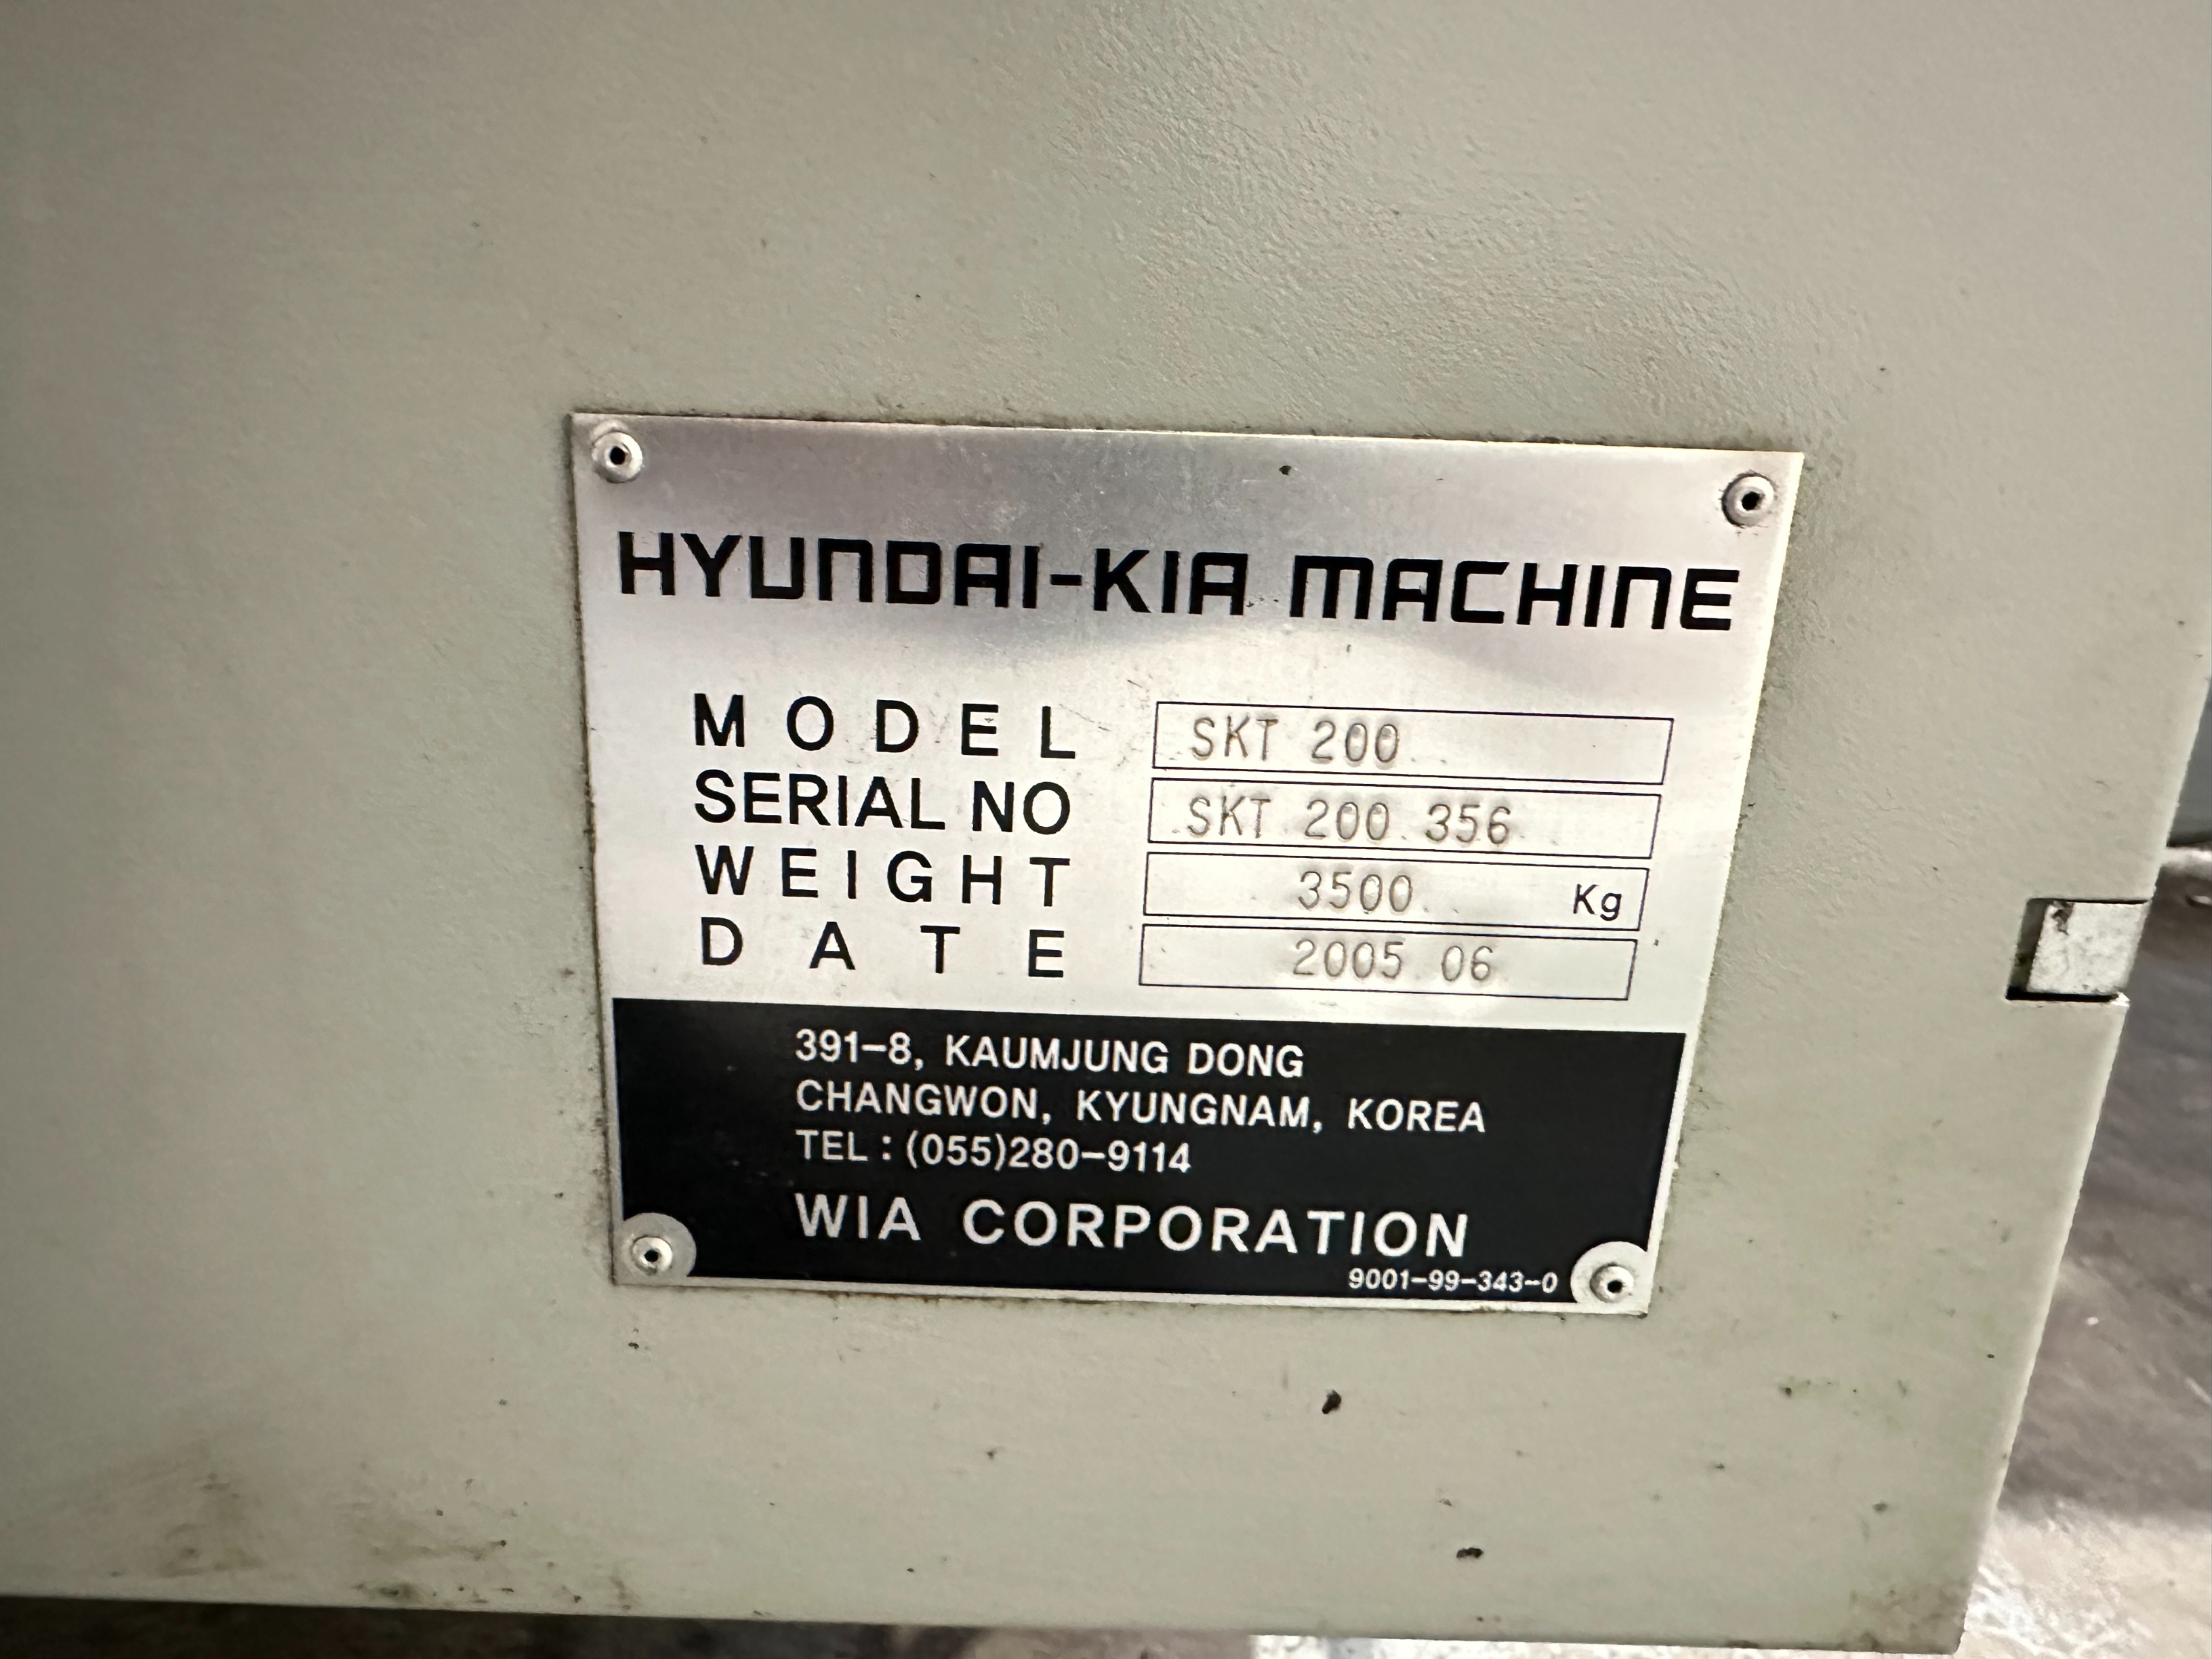 HYUNDAI-KIA MACHINE
MODEL SKT 200
SERIAL NO SKT 200 356
WEIGHT 3500 Kg
DATE 2005 06
391-8, KAUMJUNG DONG
CHANGWON, KYUNGNAM, KOREA
TEL : (055)280-9114
WIA CORPORATION
9001-99-343-0